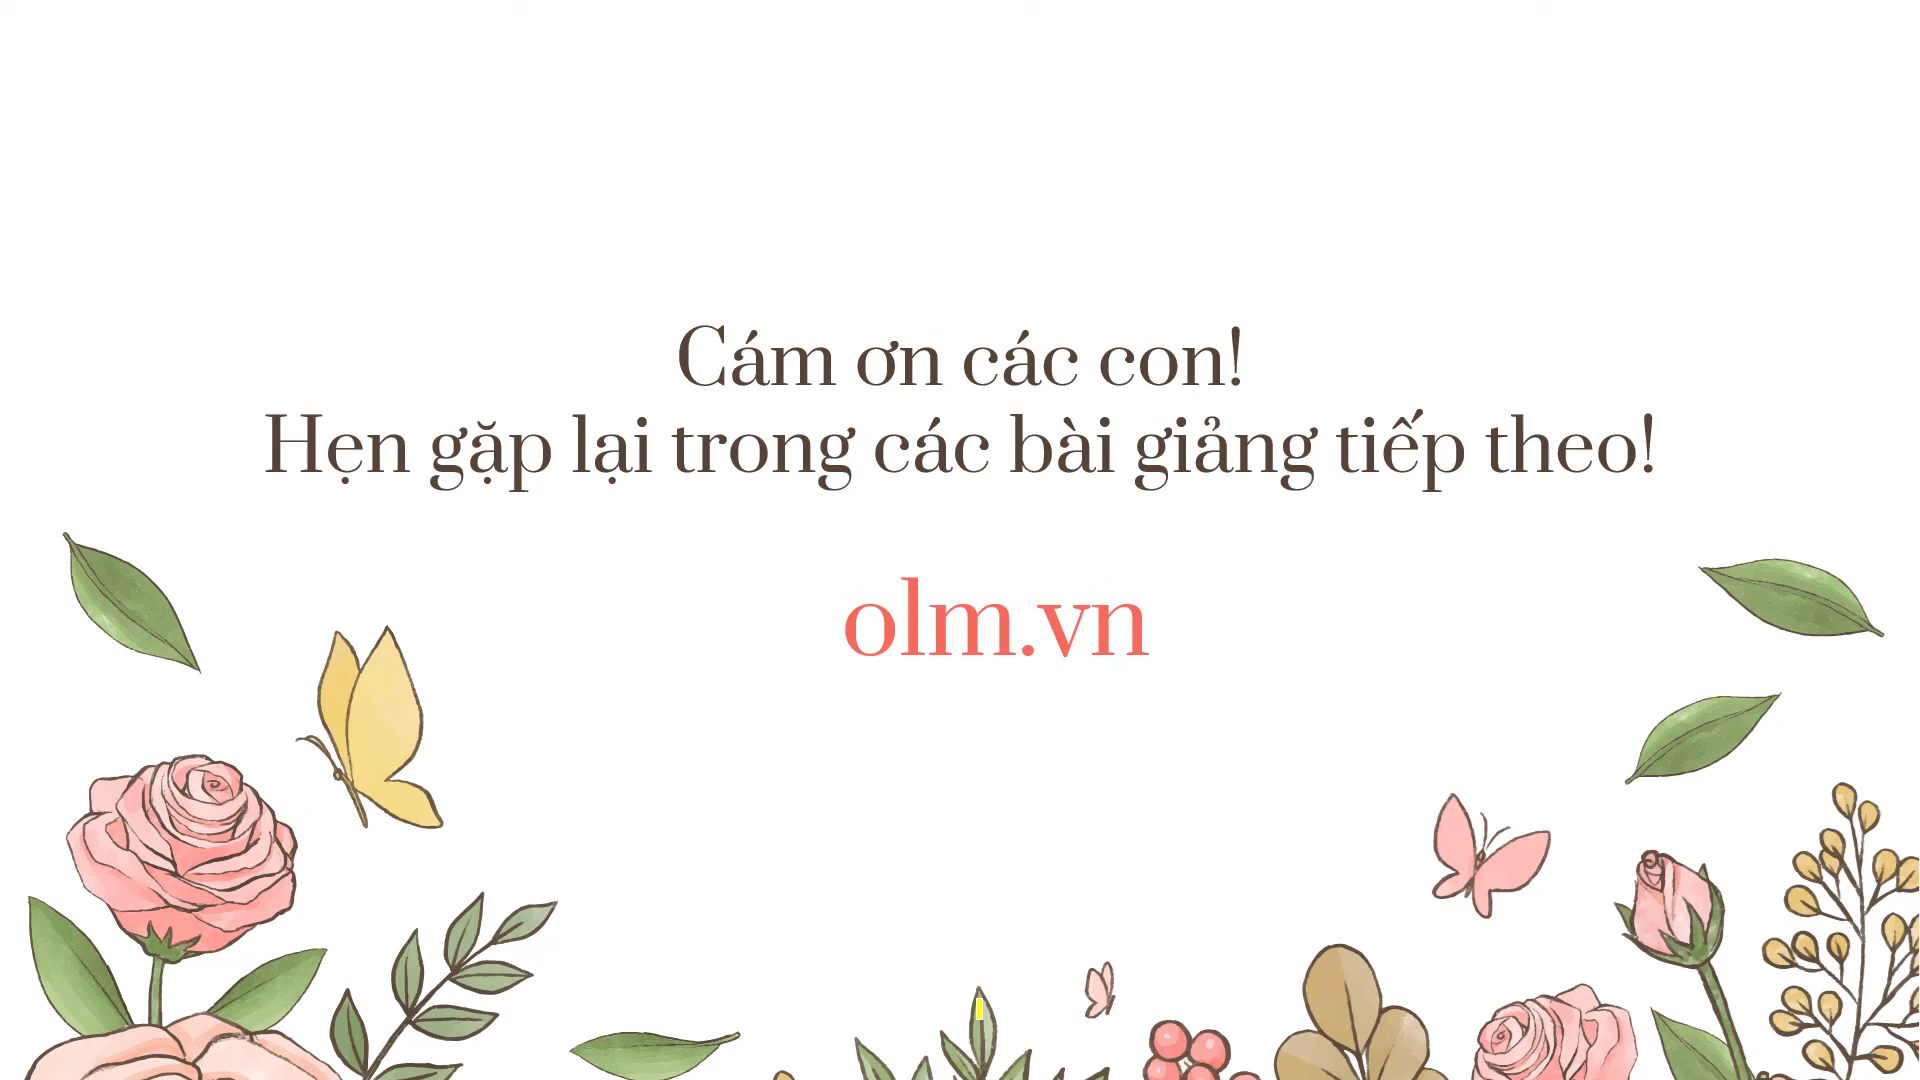 Cám ơn các con!
Hẹn gặp lại trong các bài giảng tiếp theo!
olm.vn